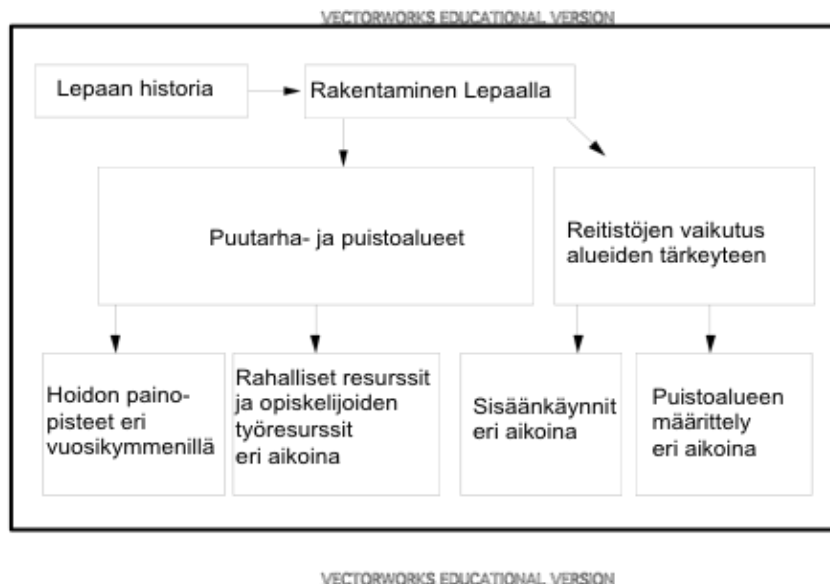 VECTORWORKS EDUCATIONAL VERSION
Lepaan historia
Rakentaminen Lepaalla
Puutarha- ja puistoalueet
Reitistöjen vaikutus
alueiden tärkeyteen
Hoidon paino-
pisteet eri
vuosikymmenillä
Rahalliset resurssit
ja opiskelijoiden
työresurssit
eri aikoina
Sisäänkäynnit
eri aikoina
Puistoalueen
määrittely
eri aikoina
VECTORWORKS EDUCATIONAL VERSION